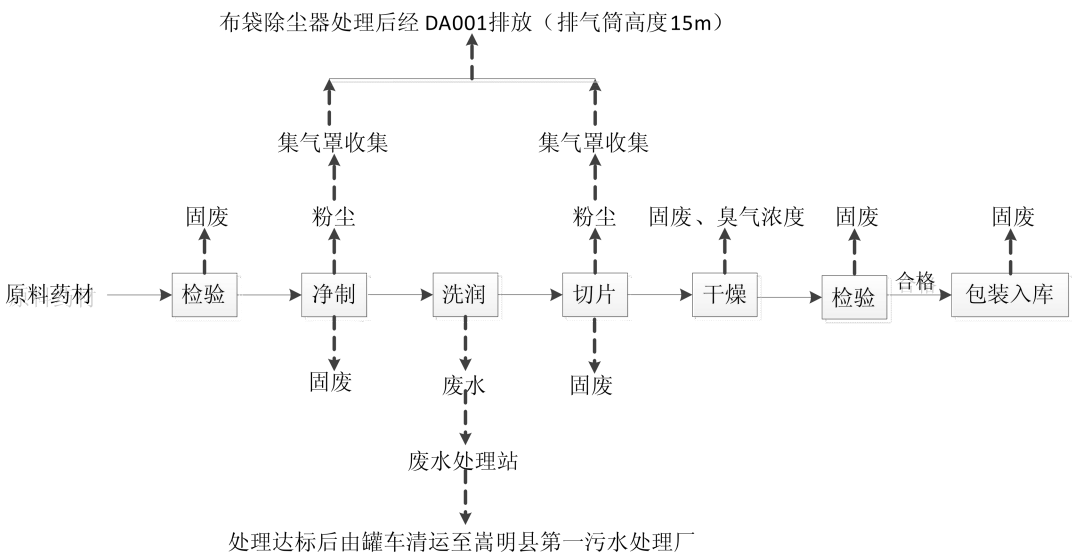 布袋除尘器处理后经 DA001排放（排气筒高度15m）
集气罩收集
集气罩收集
固废
粉尘
粉尘
固废、臭气浓度
固废
固废
原料药材
检验
净制
洗润
切片
干燥
检验
合格
包装入库
固废
废水
固废
废水处理站
处理达标后由罐车清运至嵩明县第一污水处理厂